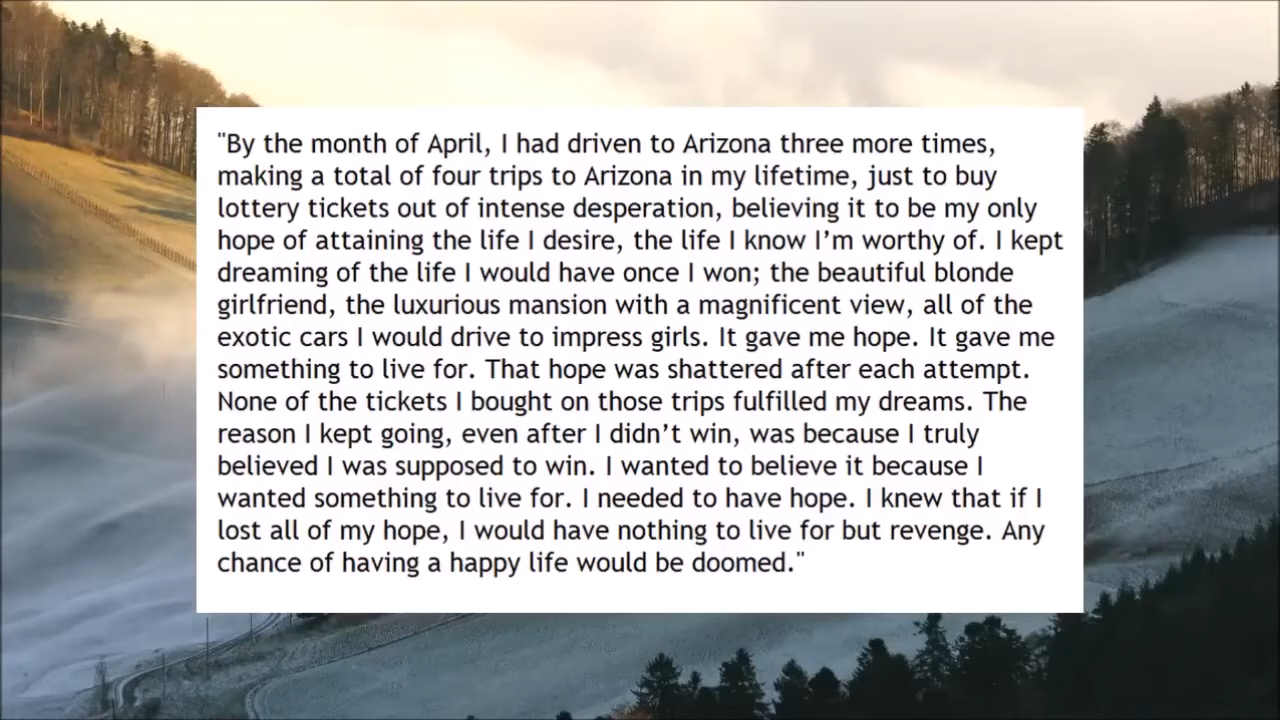 "By the month of April, I had driven to Arizona three more times,
making a total of four trips to Arizona in my lifetime, just to buy
lottery tickets out of intense desperation, believing it to be my only
hope of attaining the life I desire, the life I know I’m worthy of. I kept
dreaming of the life I would have once I won; the beautiful blonde
girlfriend, the luxurious mansion with a magnificent view, all of the
exotic cars I would drive to impress girls. It gave me hope. It gave me
something to live for. That hope was shattered after each attempt.
None of the tickets I bought on those trips fulfilled my dreams. The
reason I kept going, even after I didn’t win, was because I truly
believed I was supposed to win. I wanted to believe it because I
wanted something to live for. I needed to have hope. I knew that if I
lost all of my hope, I would have nothing to live for but revenge. Any
chance of having a happy life would be doomed."